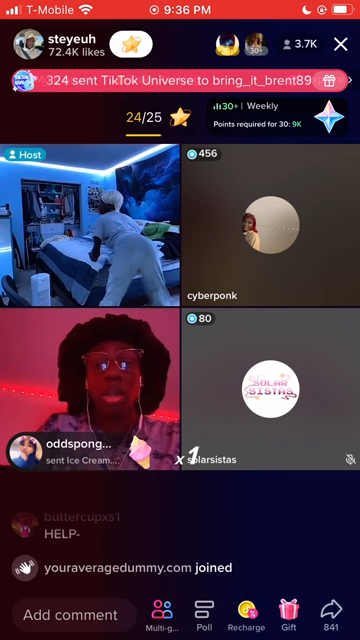 T-Mobile
9:36 PM
steyeuh
72.4K likes
30+
3.7K
324 sent TikTok Universe to bring_it_brent89
24/25
30+ | Weekly
Points required for 30: 9K
Host
456
cyberponk
80
SOLAR
SISTAS
oddspong...
sent Ice Cream...
x 1
solarsistas
buttercupxs1
HELP-
youraveragedummy.com joined
Add comment
Multi-g...
Poll
Recharge
Gift
841